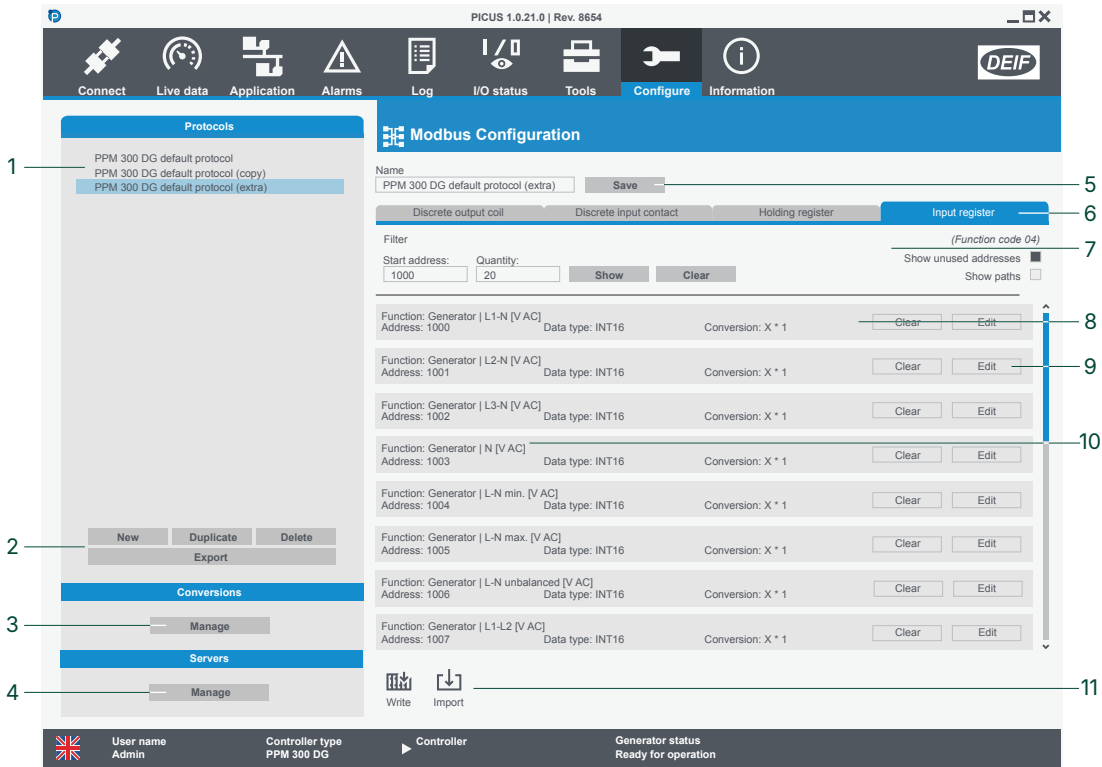 PICUS 1.0.21.0 | Rev. 8654
Connect Live data Application Alarms Log I/O status Tools Configure Information
DEIF
Protocols
PPM 300 DG default protocol
PPM 300 DG default protocol (copy)
PPM 300 DG default protocol (extra)
New Duplicate Delete
Export
Conversions
Manage
Servers
Manage
Modbus Configuration
Name
PPM 300 DG default protocol (extra) Save
Discrete output coil Discrete input contact Holding register Input register
Filter (Function code 04)
Start address: Quantity: Show unused addresses
1000 20 Show Clear Show paths
Function: Generator | L1-N [V AC]
Address: 1000 Data type: INT16 Conversion: X * 1 Clear Edit
Function: Generator | L2-N [V AC]
Address: 1001 Data type: INT16 Conversion: X * 1 Clear Edit
Function: Generator | L3-N [V AC]
Address: 1002 Data type: INT16 Conversion: X * 1 Clear Edit
Function: Generator | N [V AC]
Address: 1003 Data type: INT16 Conversion: X * 1 Clear Edit
Function: Generator | L-N min. [V AC]
Address: 1004 Data type: INT16 Conversion: X * 1 Clear Edit
Function: Generator | L-N max. [V AC]
Address: 1005 Data type: INT16 Conversion: X * 1 Clear Edit
Function: Generator | L-N unbalanced [V AC]
Address: 1006 Data type: INT16 Conversion: X * 1 Clear Edit
Function: Generator | L1-L2 [V AC]
Address: 1007 Data type: INT16 Conversion: X * 1 Clear Edit
Write Import
User name Controller type Controller Generator status
Admin PPM 300 DG Ready for operation
1
2
3
4
5
6
7
8
9
10
11